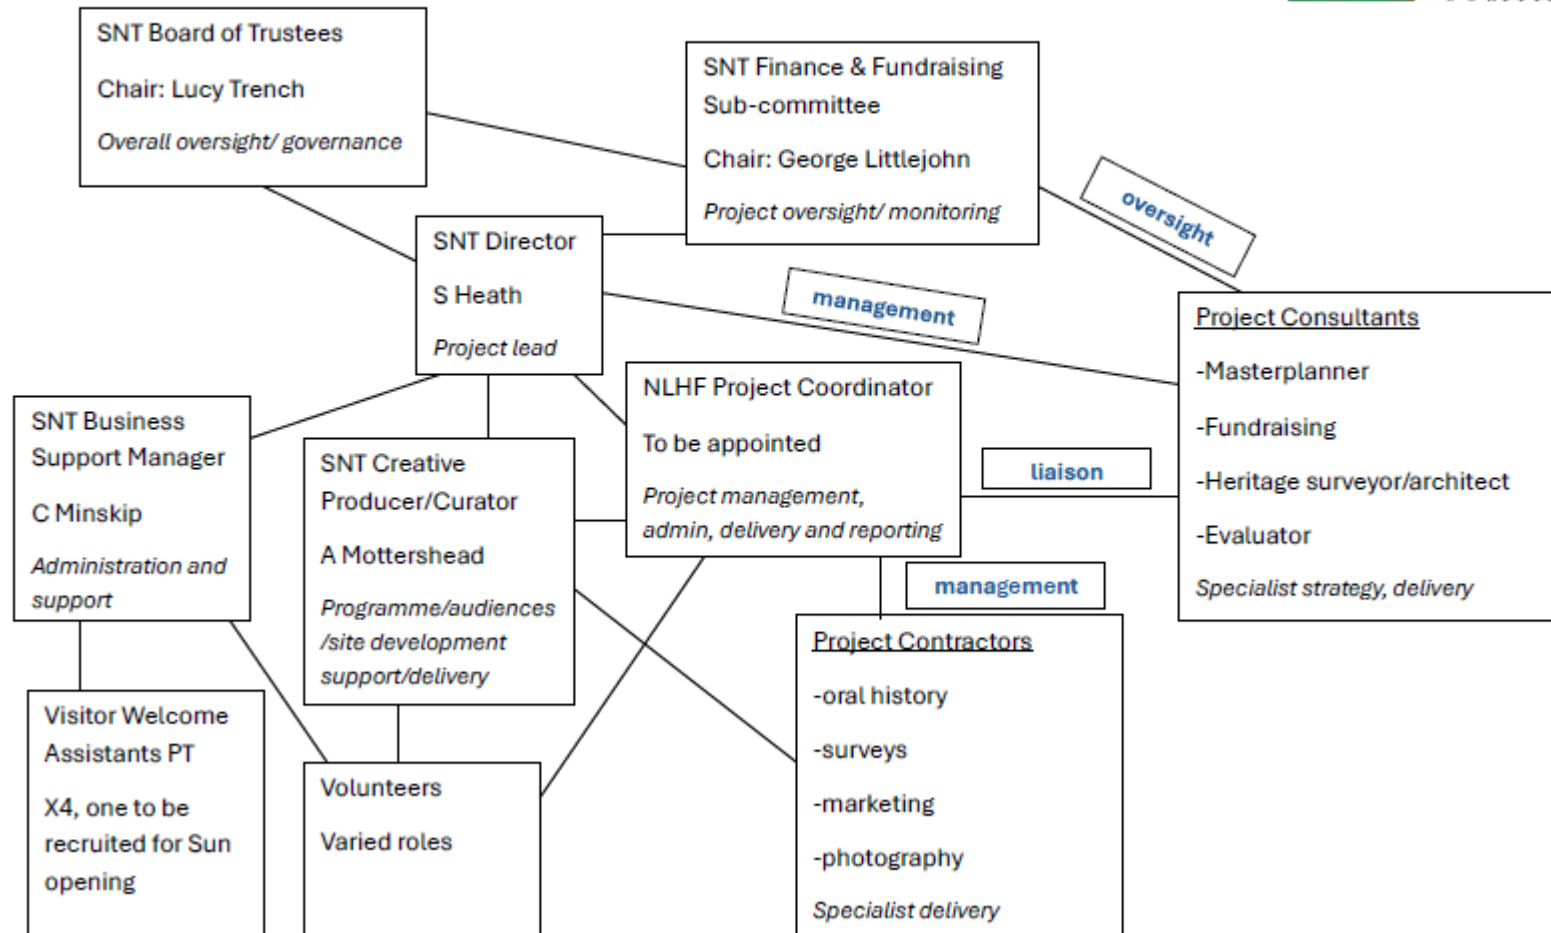 SNT Board of Trustees
Chair: Lucy Trench
Overall oversight/ governance
SNT Finance & Fundraising
Sub-committee
Chair: George Littlejohn
Project oversight/ monitoring
oversight
SNT Director
S Heath
Project lead
management
Project Consultants
-Masterplanner
-Fundraising
-Heritage surveyor/architect
-Evaluator
Specialist strategy, delivery
NLHF Project Coordinator
To be appointed
Project management,
admin, delivery and reporting
liaison
SNT Business
Support Manager
C Minskip
Administration and
support
SNT Creative
Producer/Curator
A Mottershead
Programme/audiences
/site development
support/delivery
management
Project Contractors
-oral history
-surveys
-marketing
-photography
Specialist delivery
Visitor Welcome
Assistants PT
X4, one to be
recruited for Sun
opening
Volunteers
Varied roles